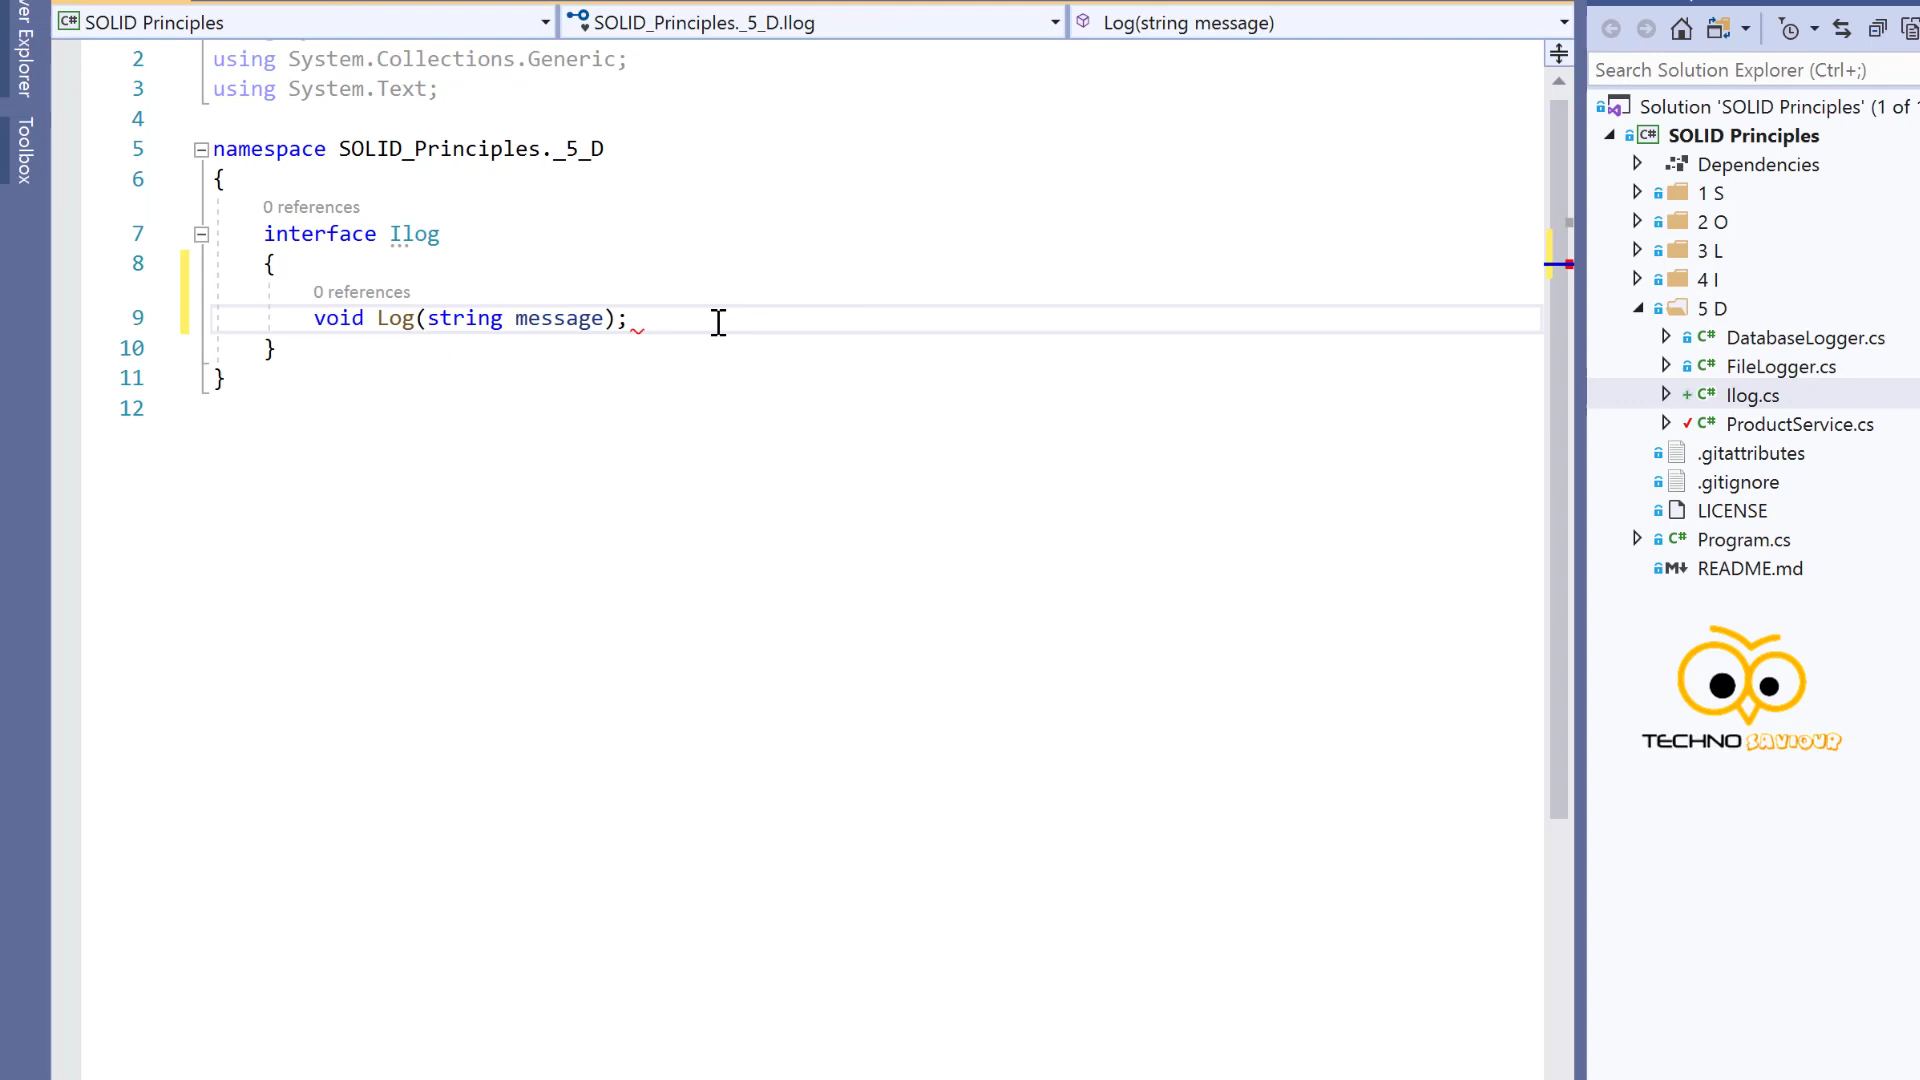 SOLID Principles
SOLID_Principles._5_D.Ilog
Log(string message)
ver Explorer
Toolbox
2 using System.Collections.Generic;
3 using System.Text;
4
5 namespace SOLID_Principles._5_D
6 {
0 references
7 interface Ilog
8 {
0 references
9 void Log(string message);
10 }
11 }
12
Search Solution Explorer (Ctrl+;)
Solution 'SOLID Principles' (1 of 1
C# SOLID Principles
Dependencies
1 S
2 O
3 L
4 I
5 D
C# DatabaseLogger.cs
C# FileLogger.cs
C# Ilog.cs
C# ProductService.cs
.gitattributes
.gitignore
LICENSE
C# Program.cs
README.md
TECHNO SAVIOUR